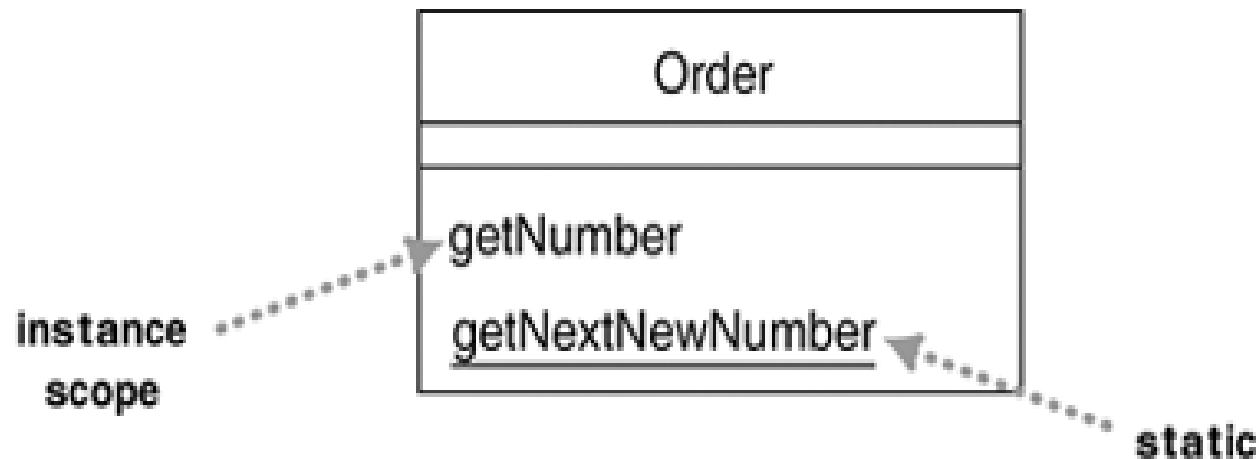 Order
getNumber
getNextNewNumber
instance
scope
static